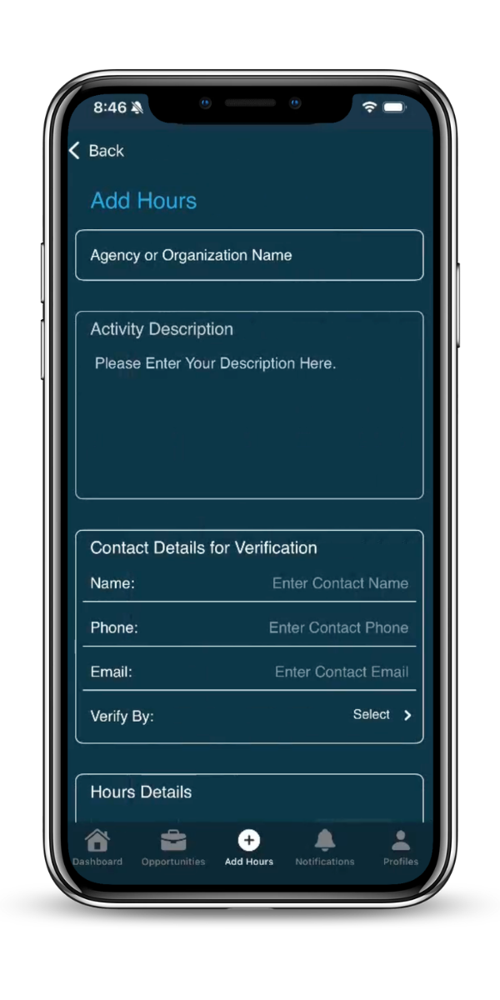 8:46
Back
Add Hours
Agency or Organization Name
Activity Description
Please Enter Your Description Here.
Contact Details for Verification
Name: Enter Contact Name
Phone: Enter Contact Phone
Email: Enter Contact Email
Verify By: Select
Hours Details
Dashboard Opportunities Add Hours Notifications Profiles